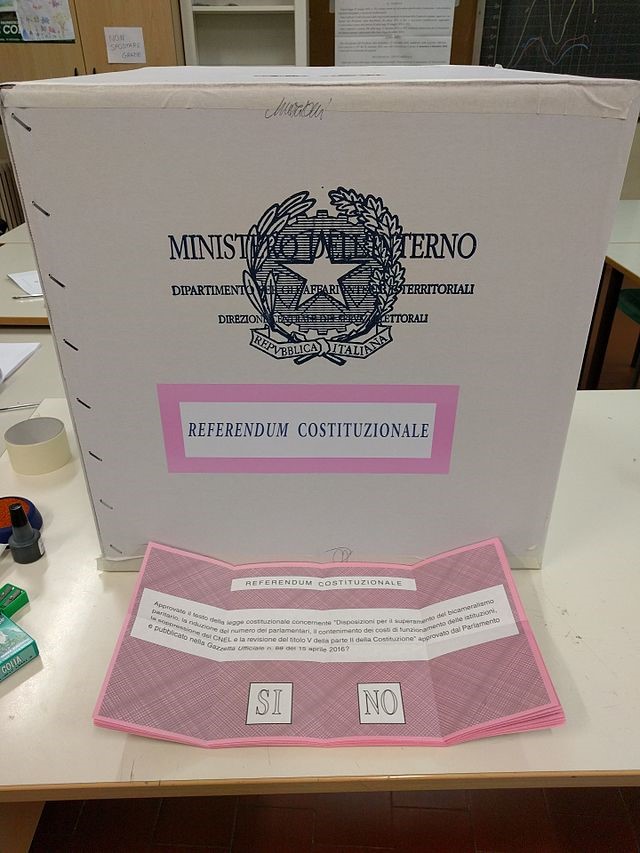 NON
SPOSTARE
GRAZIE
MINISTERO DELL'INTERNO
DIPARTIMENTO AFFARI INTERNI E TERRITORIALI
DIREZIONE CENTRALE DEI SERVIZI ELETTORALI
REPVBBLICA ITALIANA
REFERENDUM COSTITUZIONALE
REFERENDUM COSTITUZIONALE
Approvate il testo della legge costituzionale concernente "Disposizioni per il superamento del bicameralismo
paritario, la riduzione del numero dei parlamentari, il contenimento dei costi di funzionamento delle istituzioni,
la soppressione del CNEL e la revisione del titolo V della parte II della Costituzione" approvato dal Parlamento
e pubblicato nella Gazzetta Ufficiale n. 88 del 15 aprile 2016?
SI NO